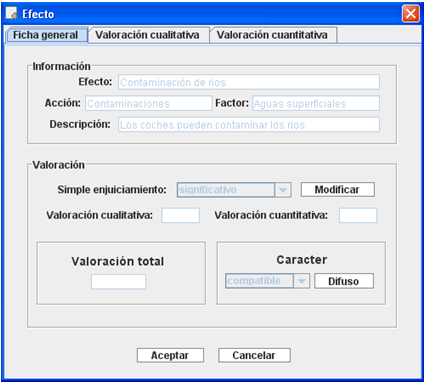 Efecto
Ficha general Valoración cualitativa Valoración cuantitativa
Información
Efecto: Contaminación de rios
Acción: Contaminaciones Factor: Aguas superficiales
Descripción: Los coches pueden contaminar los rios
Valoración
Simple enjuiciamiento: significativo Modificar
Valoración cualitativa: Valoración cuantitativa:
Valoración total
Caracter
compatible Difuso
Aceptar Cancelar